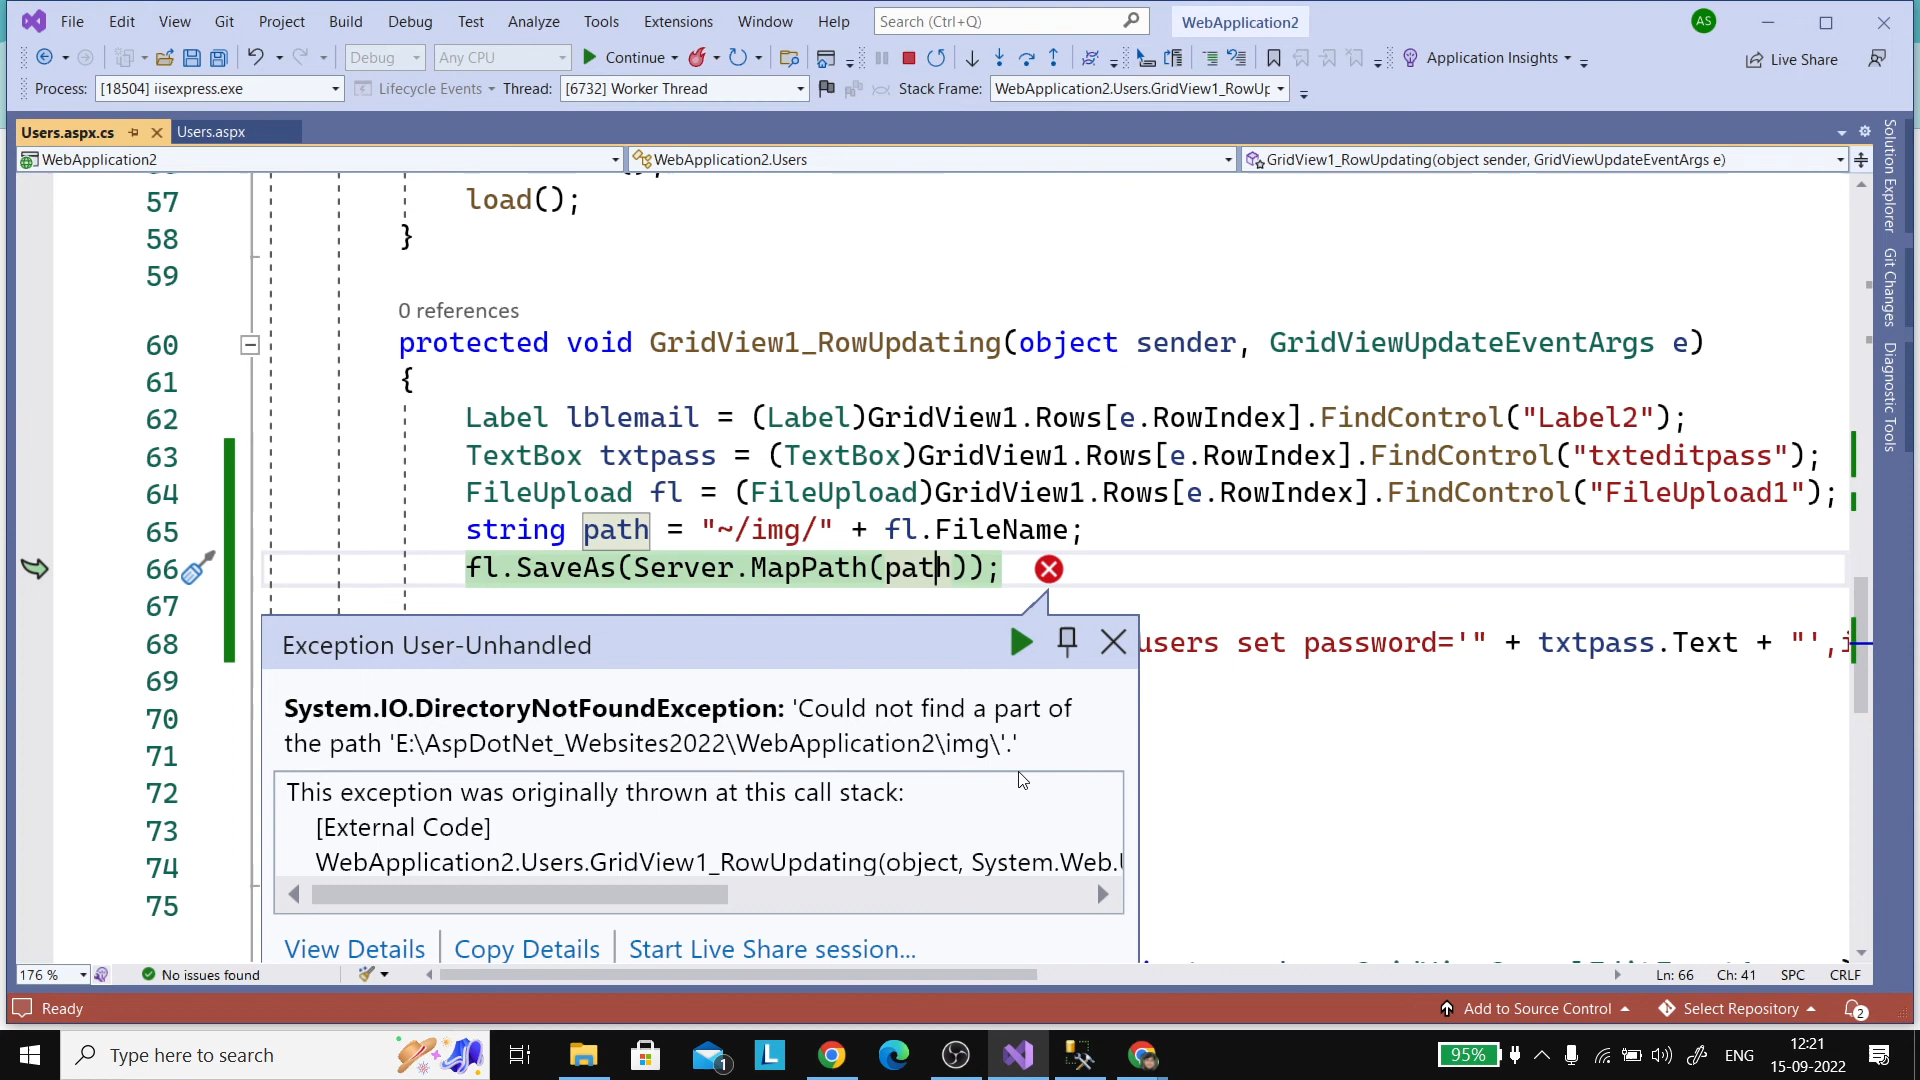 File Edit View Git Project Build Debug Test Analyze Tools Extensions Window Help Search (Ctrl+Q) WebApplication2 AS
Debug Any CPU Continue Application Insights Live Share
Process: [18504] iisexpress.exe Lifecycle Events Thread: [6732] Worker Thread Stack Frame: WebApplication2.Users.GridView1_RowUp
Users.aspx.cs Users.aspx
WebApplication2 WebApplication2.Users GridView1_RowUpdating(object sender, GridViewUpdateEventArgs e)
57 load();
58 }
59
0 references
60 protected void GridView1_RowUpdating(object sender, GridViewUpdateEventArgs e)
61 {
62 Label lblemail = (Label)GridView1.Rows[e.RowIndex].FindControl("Label2");
63 TextBox txtpass = (TextBox)GridView1.Rows[e.RowIndex].FindControl("txteditpass");
64 FileUpload fl = (FileUpload)GridView1.Rows[e.RowIndex].FindControl("FileUpload1");
65 string path = "~/img/" + fl.FileName;
66 fl.SaveAs(Server.MapPath(path));
67
68 users set password='" + txtpass.Text + "',i
69
70
71
72
73
74
75
Exception User-Unhandled
System.IO.DirectoryNotFoundException: 'Could not find a part of
the path 'E:\AspDotNet_Websites2022\WebApplication2\img\'.'
This exception was originally thrown at this call stack:
[External Code]
WebApplication2.Users.GridView1_RowUpdating(object, System.Web.U
View Details Copy Details Start Live Share session...
Solution Explorer
Git Changes
Diagnostic Tools
176 % No issues found Ln: 66 Ch: 41 SPC CRLF
Ready Add to Source Control Select Repository 2
Type here to search 1 L 95% ENG 12:21
15-09-2022